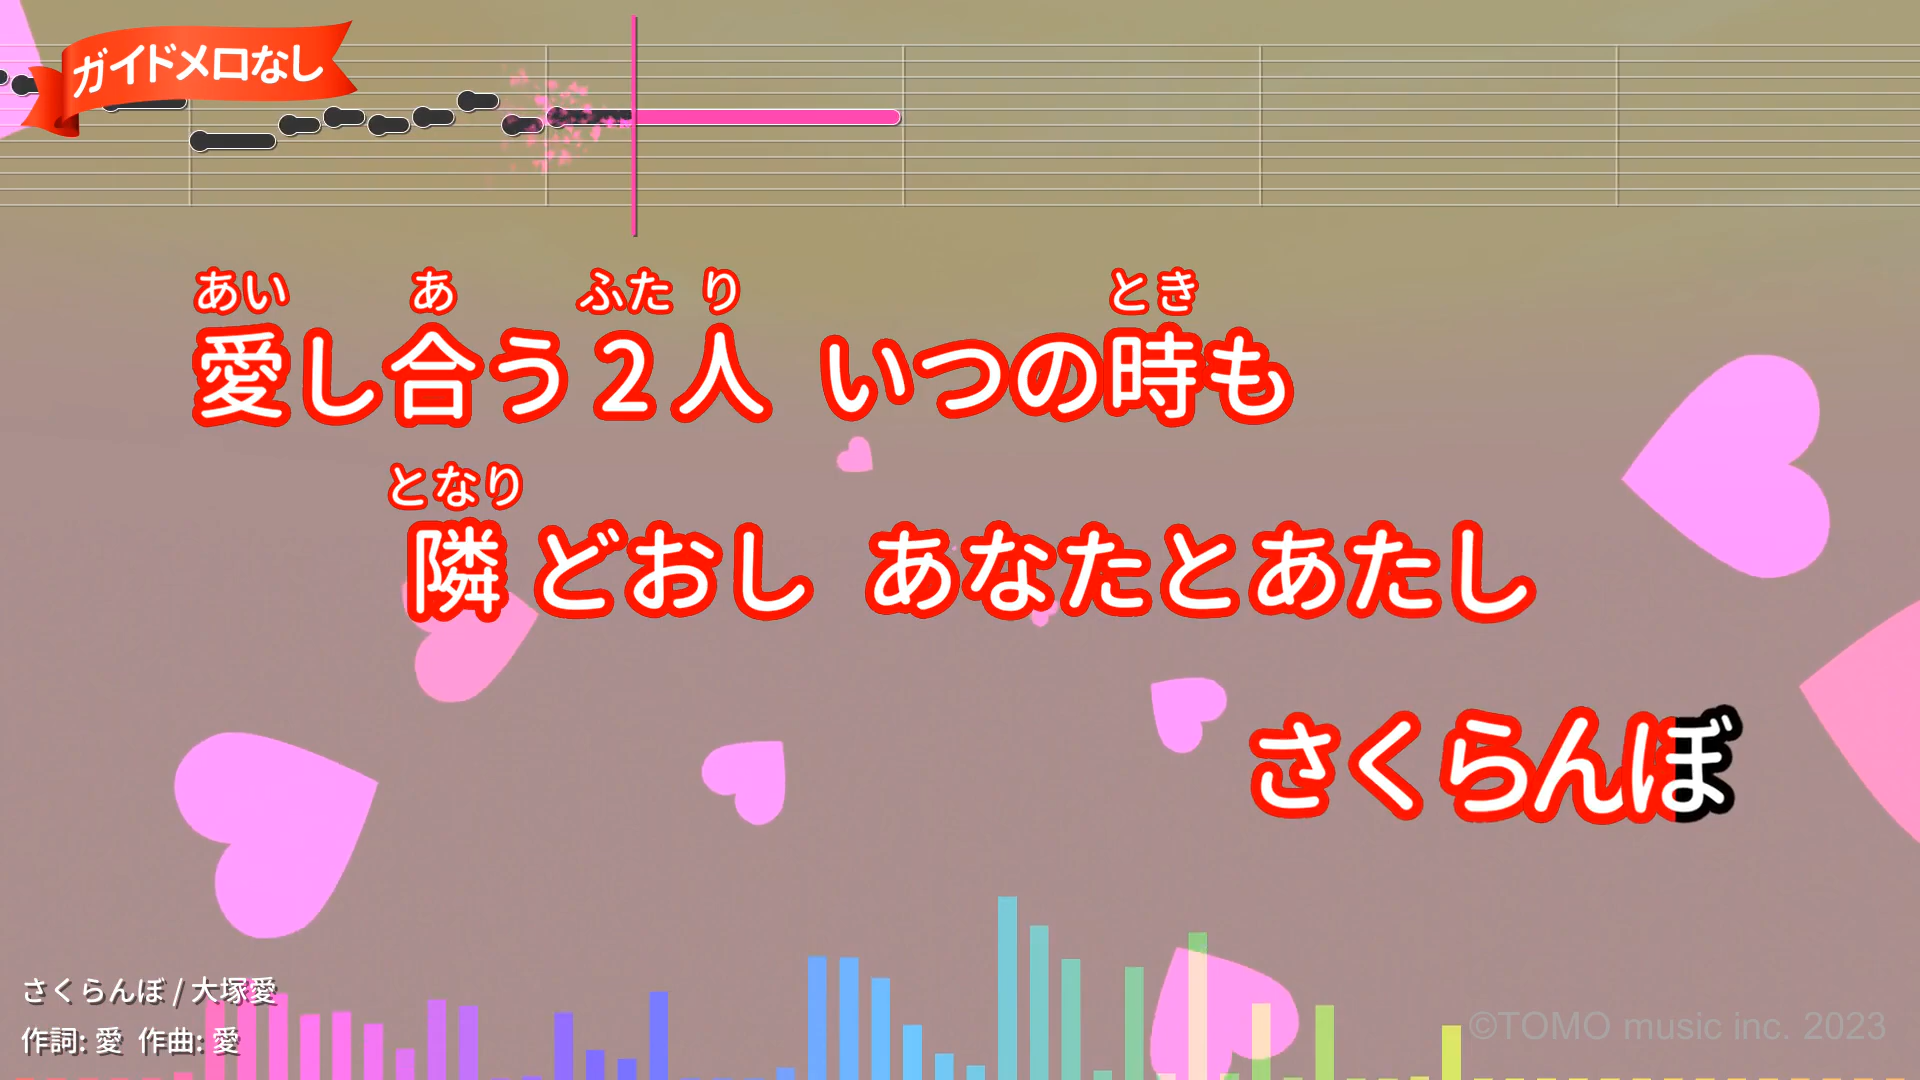 ガイドメロなし
あい あ ふた り とき
愛し合う2人 いつの時も
となり
隣どおし あなたとあたし
さくらんぼ
さくらんぼ / 大塚愛
作詞: 愛 作曲: 愛
©TOMO music inc. 2023